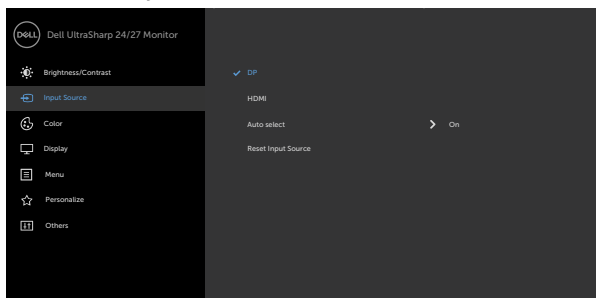 DELL Dell UltraSharp 24/27 Monitor
Brightness/Contrast
Input Source
Color
Display
Menu
Personalize
Others
DP
HDMI
Auto select On
Reset Input Source